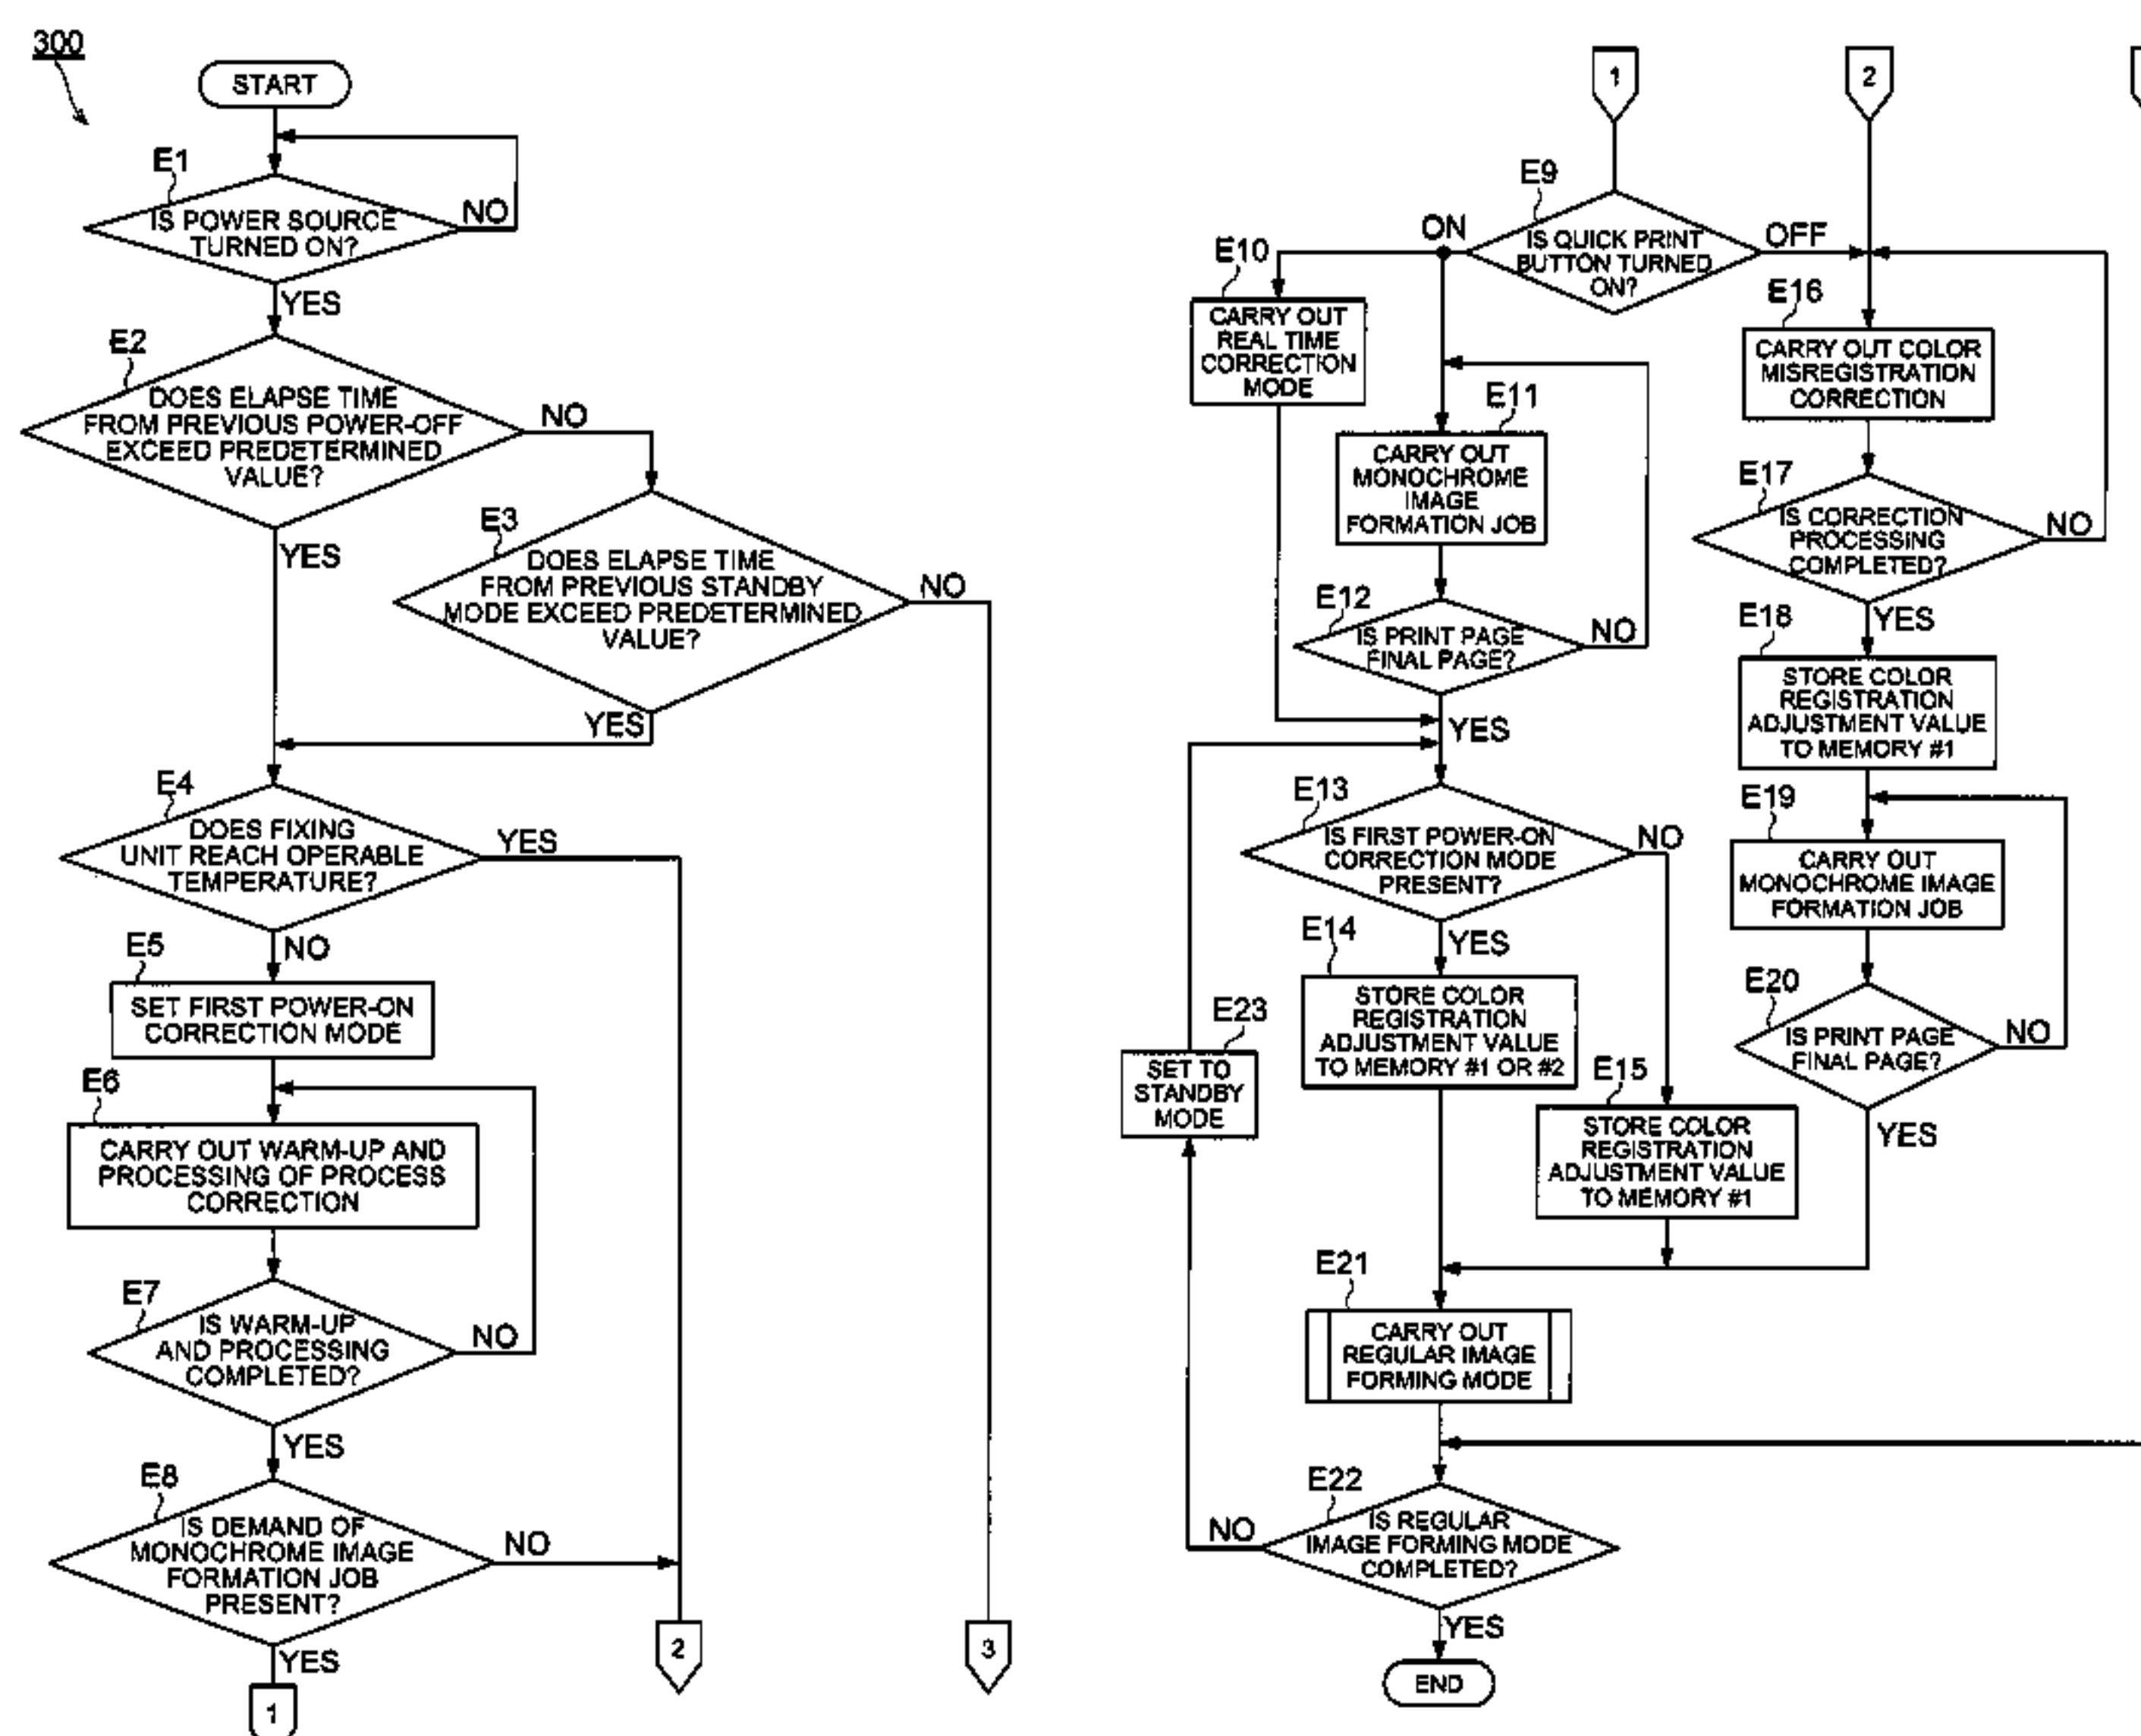 300
START
E1
IS POWER SOURCE
TURNED ON?
NO
YES
E2
DOES ELAPSE TIME
FROM PREVIOUS POWER-OFF
EXCEED PREDETERMINED
VALUE?
NO
YES
E3
DOES ELAPSE TIME
FROM PREVIOUS STANDBY
MODE EXCEED PREDETERMINED
VALUE?
NO
YES
E4
DOES FIXING
UNIT REACH OPERABLE
TEMPERATURE?
YES
NO
E5
SET FIRST POWER-ON
CORRECTION MODE
E6
CARRY OUT WARM-UP AND
PROCESSING OF PROCESS
CORRECTION
E7
IS WARM-UP
AND PROCESSING
COMPLETED?
NO
YES
E8
IS DEMAND OF
MONOCHROME IMAGE
FORMATION JOB
PRESENT?
NO
YES
1
2
3
1
2
E9
IS QUICK PRINT
BUTTON TURNED
ON?
ON
OFF
E10
CARRY OUT
REAL TIME
CORRECTION
MODE
E11
CARRY OUT
MONOCHROME
IMAGE
FORMATION JOB
E12
IS PRINT PAGE
FINAL PAGE?
NO
YES
E13
IS FIRST POWER-ON
CORRECTION MODE
PRESENT?
NO
YES
E14
STORE COLOR
REGISTRATION
ADJUSTMENT VALUE
TO MEMORY #1 OR #2
E15
STORE COLOR
REGISTRATION
ADJUSTMENT VALUE
TO MEMORY #1
E16
CARRY OUT COLOR
MISREGISTRATION
CORRECTION
E17
IS CORRECTION
PROCESSING
COMPLETED?
NO
YES
E18
STORE COLOR
REGISTRATION
ADJUSTMENT VALUE
TO MEMORY #1
E19
CARRY OUT
MONOCHROME IMAGE
FORMATION JOB
E20
IS PRINT PAGE
FINAL PAGE?
NO
YES
E21
CARRY OUT
REGULAR IMAGE
FORMING MODE
E22
IS REGULAR
IMAGE FORMING MODE
COMPLETED?
NO
YES
E23
SET TO
STANDBY
MODE
END